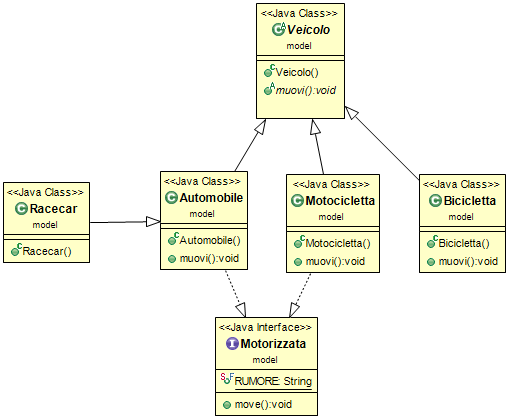 <<Java Class>>
Veicolo
model
Veicolo()
muovi():void
<<Java Class>>
Racecar
model
Racecar()
<<Java Class>>
Automobile
model
Automobile()
muovi():void
<<Java Class>>
Motocicletta
model
Motocicletta()
muovi():void
<<Java Class>>
Bicicletta
model
Bicicletta()
muovi():void
<<Java Interface>>
Motorizzata
model
RUMORE: String
move():void